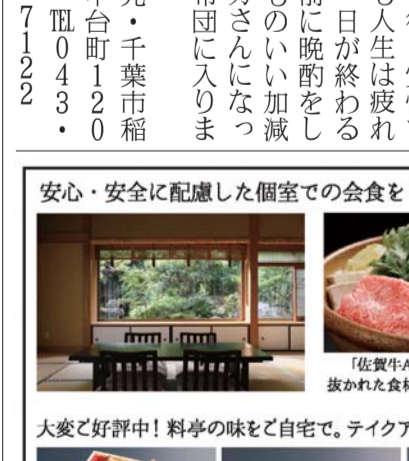 も人生は疲れ
日が終わる
前に晩酌をし
のいい加減
さんになっ
団に入りま
・千葉市稲
台町120
℡043・
7122
安心・安全に配慮した個室での会食を
「佐賀牛A
抜かれた食材
大変ご好評中！料亭の味をご自宅で。テイクア